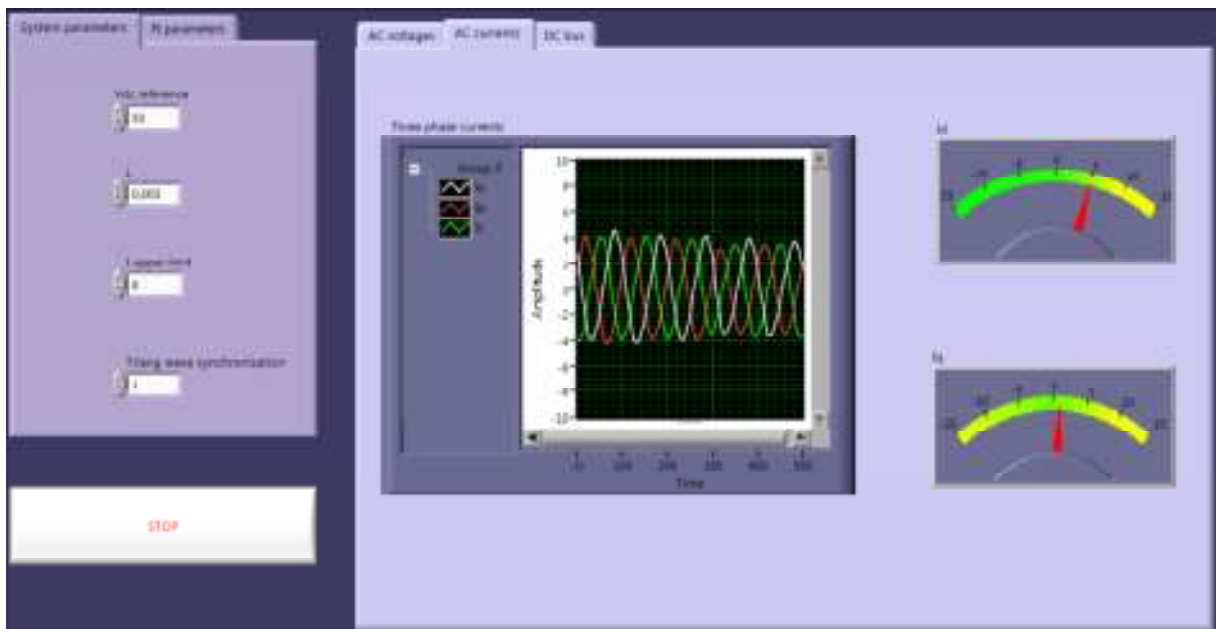 System parameters PI parameters
Vdc reference
50
L
0,002
I upper limit
8
Triang wave synchronization
1
STOP
AC voltages AC currents DC bus
Three phase currents
Group 0
10
8
6
4
2
0
-2
-4
-6
-8
-10
Amplitude
0 100 200 300 400 500
Time
Id
Iq